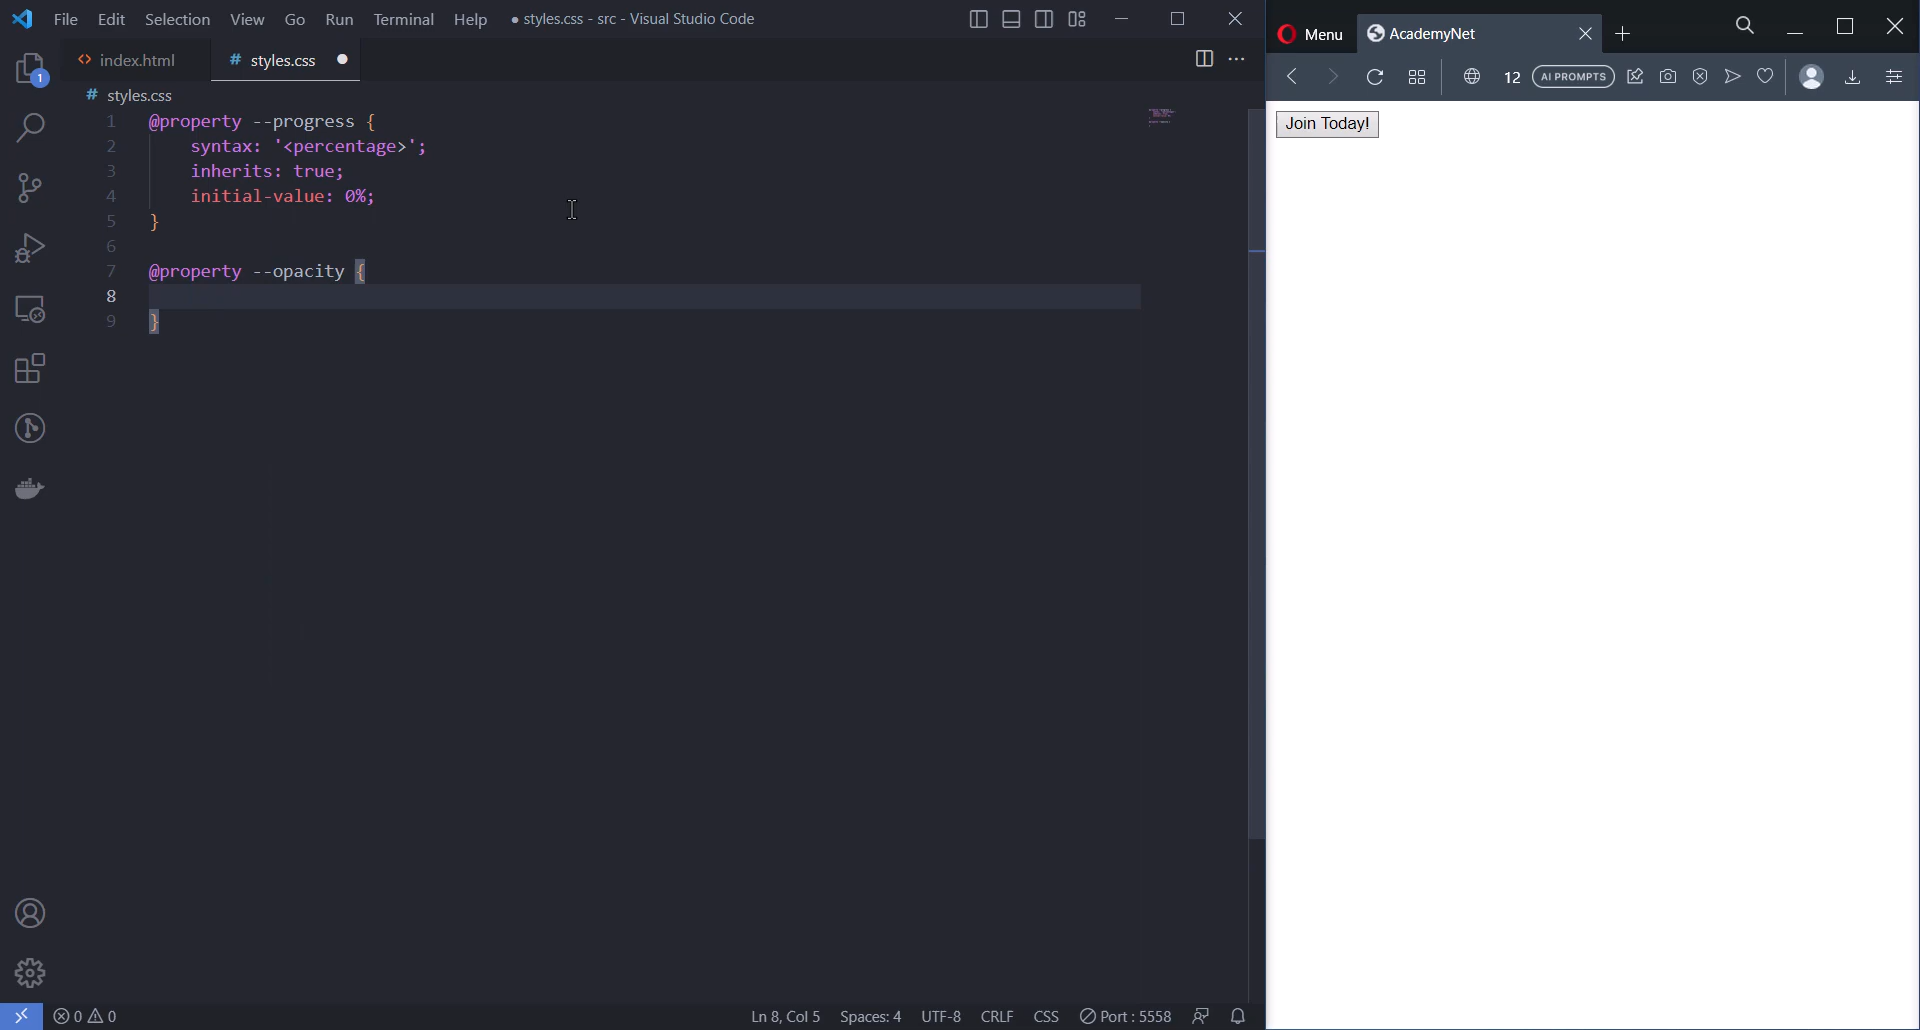 File Edit Selection View Go Run Terminal Help ● styles.css - src - Visual Studio Code
Menu AcademyNet
1 <> index.html # styles.css ●
12 AI PROMPTS
# styles.css
1 @property --progress {
2 syntax: '<percentage>';
3 inherits: true;
4 initial-value: 0%;
5 }
6
7 @property --opacity {
8
9 }
Join Today!
0 0 Ln 8, Col 5 Spaces: 4 UTF-8 CRLF CSS Port : 5558